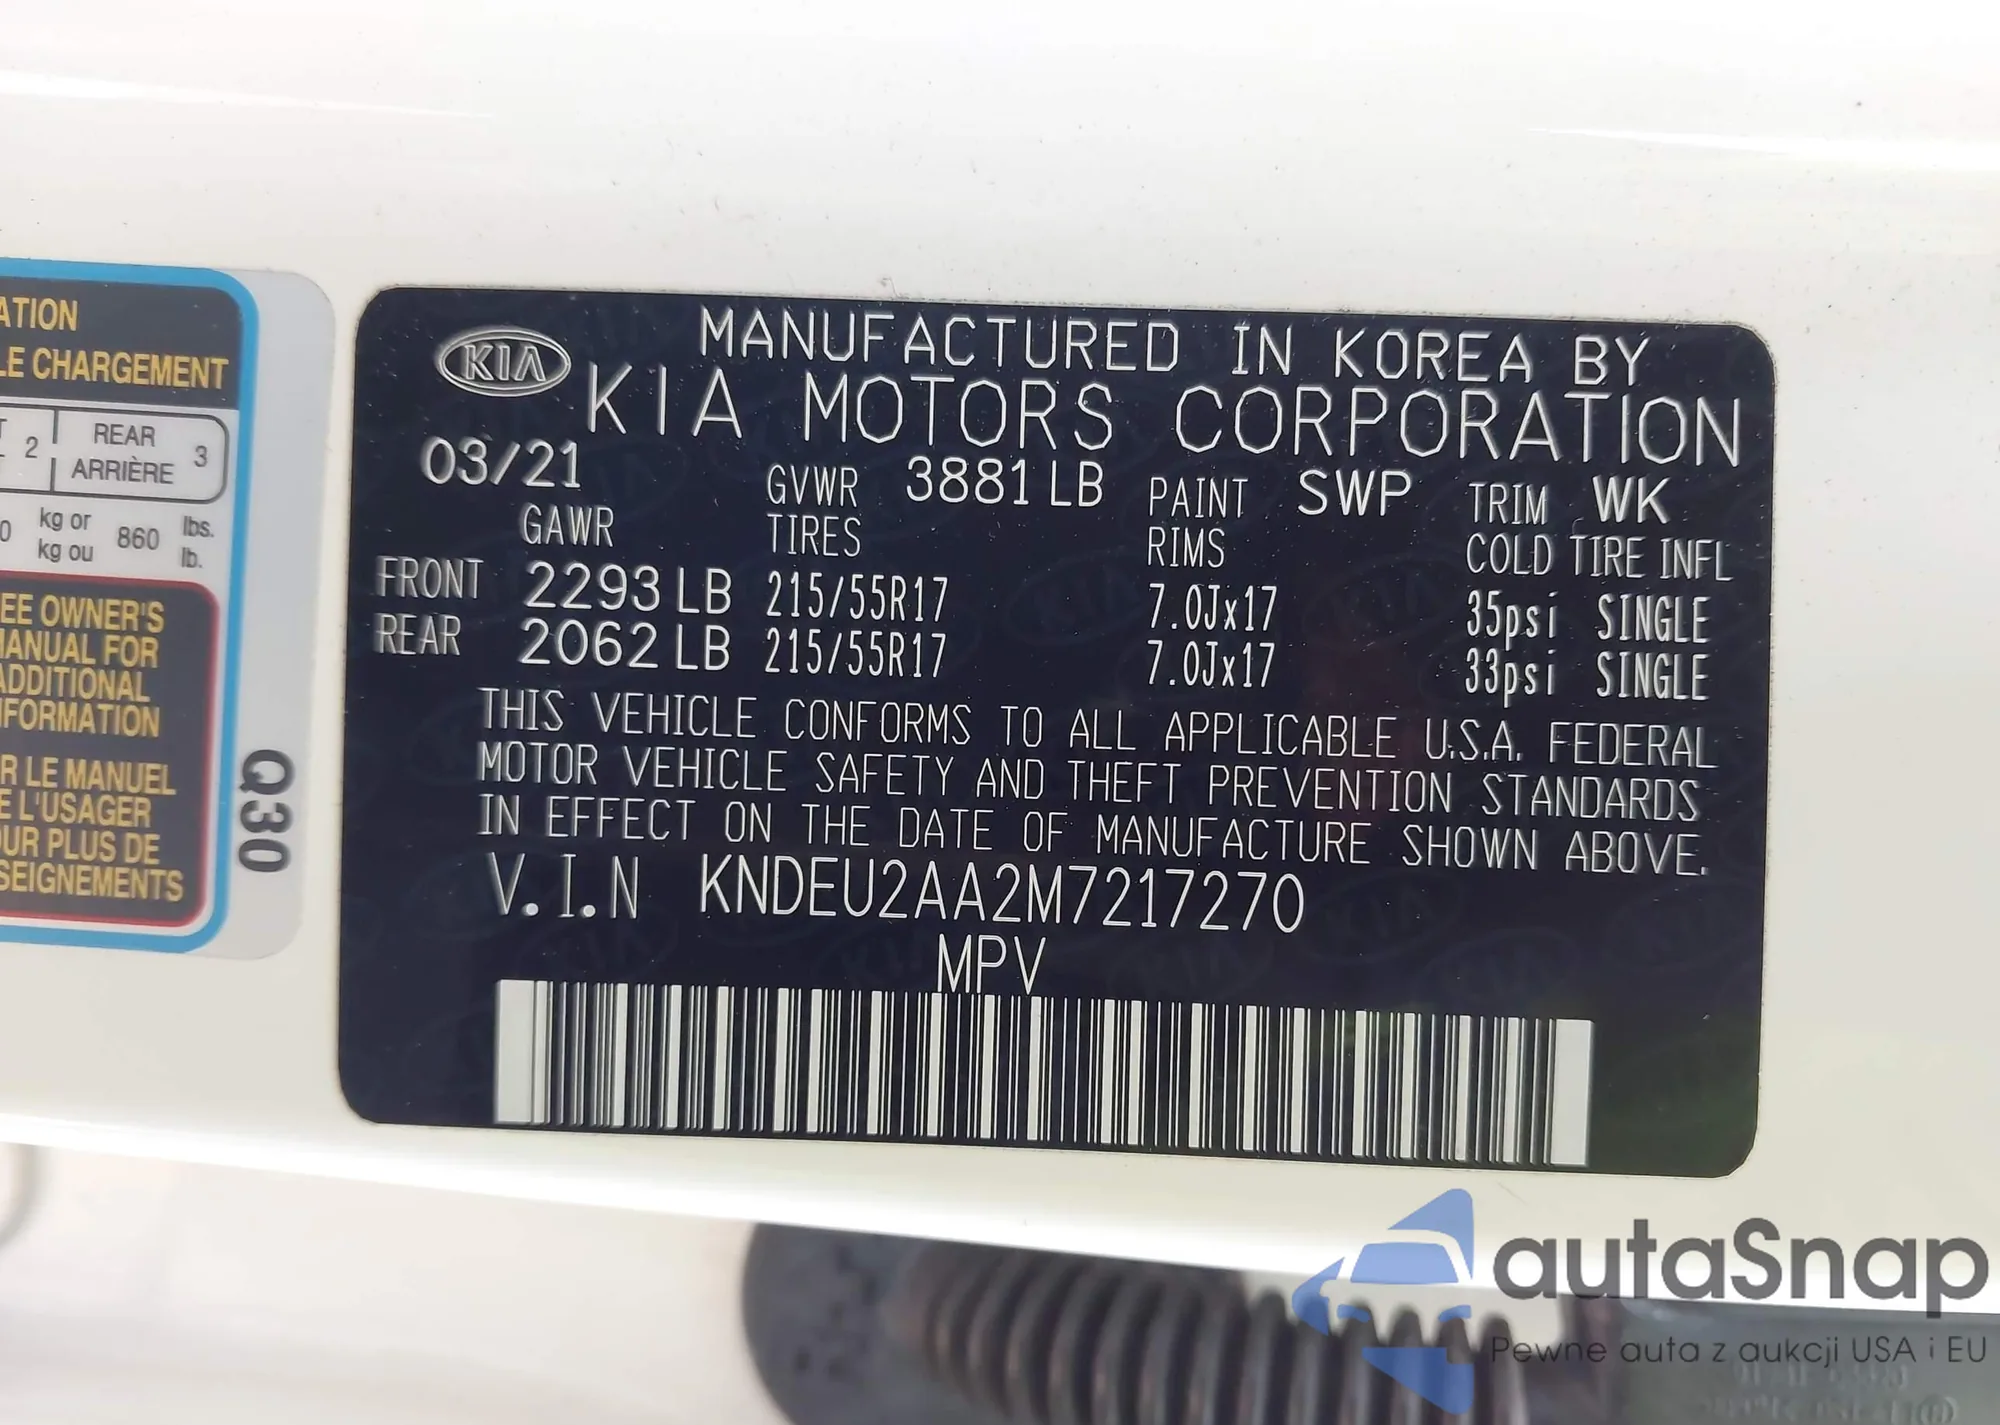 ATION
LE CHARGEMENT
2 REAR 3
ARRIÈRE
kg or 860 lbs.
kg ou lb.
EE OWNER'S
MANUAL FOR
ADDITIONAL
NFORMATION
R LE MANUEL
E L'USAGER
OUR PLUS DE
SEIGNEMENTS
Q30
KIA
MANUFACTURED IN KOREA BY
KIA MOTORS CORPORATION
03/21 GVWR 3881 LB PAINT SWP TRIM WK
GAWR TIRES RIMS COLD TIRE INFL
FRONT 2293 LB 215/55R17 7.0Jx17 35psi SINGLE
REAR 2062 LB 215/55R17 7.0Jx17 33psi SINGLE
THIS VEHICLE CONFORMS TO ALL APPLICABLE U.S.A. FEDERAL
MOTOR VEHICLE SAFETY AND THEFT PREVENTION STANDARDS
IN EFFECT ON THE DATE OF MANUFACTURE SHOWN ABOVE.
V.I.N KNDEU2AA2M7217270
MPV
autaSnap
Pewne auta z aukcji USA i EU